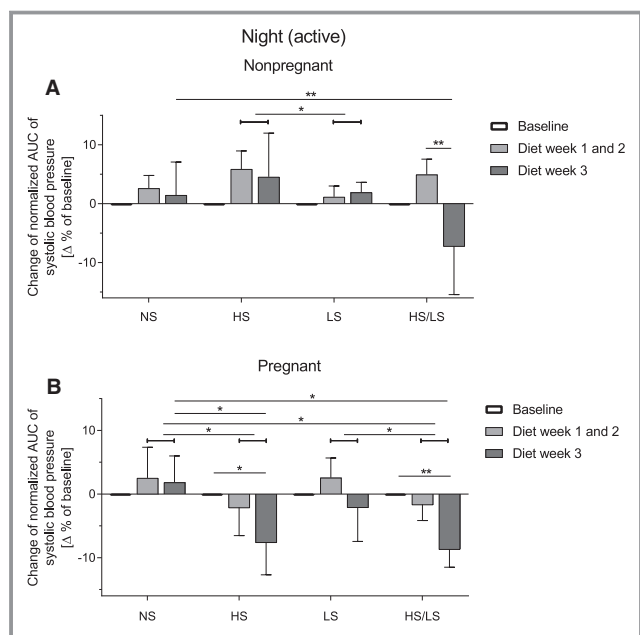 Night (active)
Nonpregnant
A
Change of normalized AUC of
systolic blood pressure
[Δ % of baseline]
**
*
**
10
0
-10
NS
HS
LS
HS/LS
Baseline
Diet week 1 and 2
Diet week 3
Pregnant
B
Change of normalized AUC of
systolic blood pressure
[Δ % of baseline]
*
*
*
*
*
*
**
10
0
-10
NS
HS
LS
HS/LS
Baseline
Diet week 1 and 2
Diet week 3